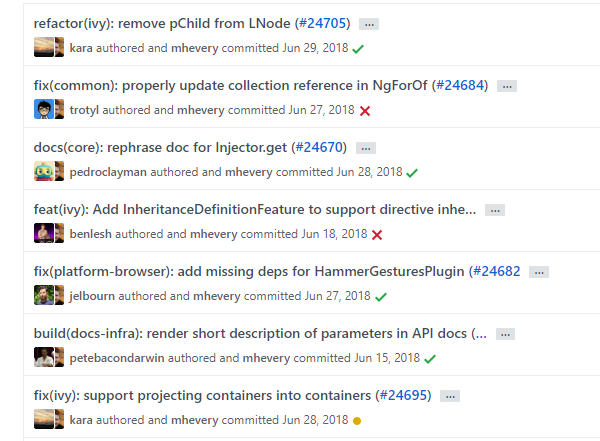 refactor(ivy): remove pChild from LNode (#24705) ...
kara authored and mhevery committed Jun 29, 2018
fix(common): properly update collection reference in NgForOf (#24684) ...
trotyl authored and mhevery committed Jun 27, 2018
docs(core): rephrase doc for Injector.get (#24670) ...
pedroclayman authored and mhevery committed Jun 28, 2018
feat(ivy): Add InheritanceDefinitionFeature to support directive inhe... ...
benlesh authored and mhevery committed Jun 18, 2018
fix(platform-browser): add missing deps for HammerGesturesPlugin (#24682 ...
jelbourn authored and mhevery committed Jun 27, 2018
build(docs-infra): render short description of parameters in API docs (... ...
petebacondarwin authored and mhevery committed Jun 15, 2018
fix(ivy): support projecting containers into containers (#24695) ...
kara authored and mhevery committed Jun 28, 2018